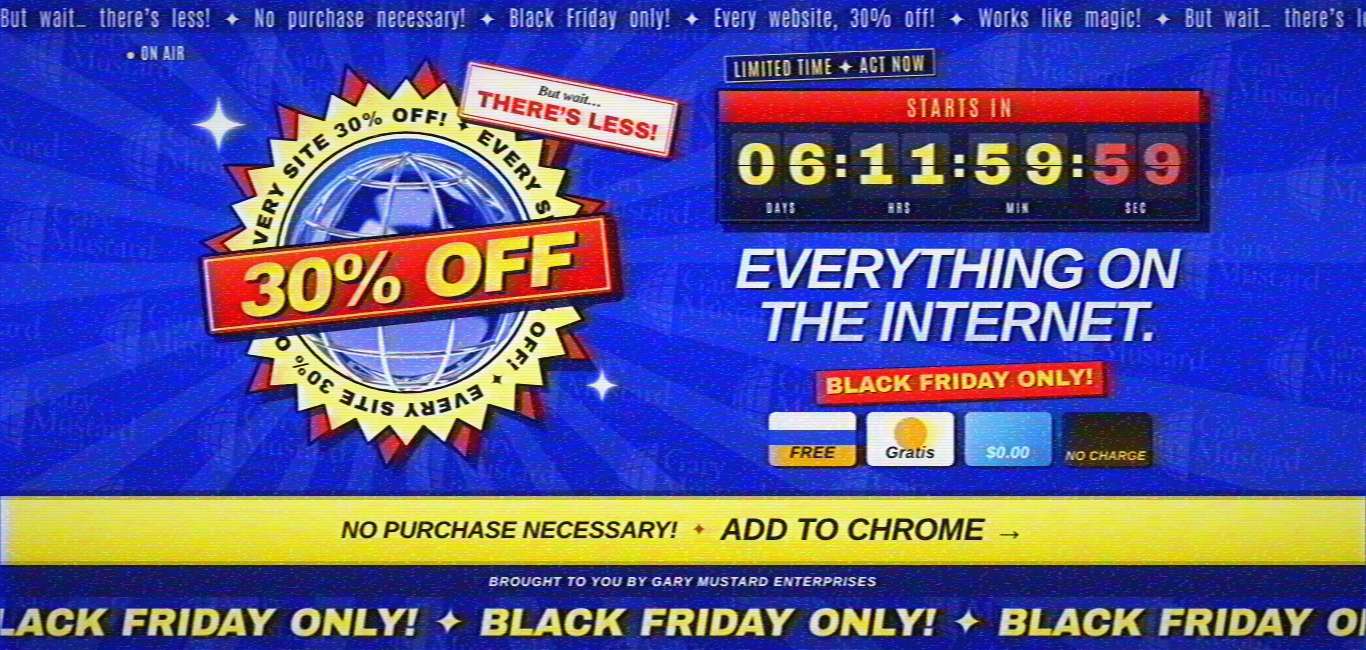 But wait… there's less! ✦ No purchase necessary! ✦ Black Friday only! ✦ Every website, 30% off! ✦ Works like magic! ✦ But wait… there's
● ON AIR
LIMITED TIME ✦ ACT NOW
But wait...
THERE'S LESS!
STARTS IN
06:11:59:59
DAYS HRS MIN SEC
EVERY SITE 30% OFF! ✦ EVERY SITE 30% OFF! ✦
30% OFF
EVERYTHING ON
THE INTERNET.
BLACK FRIDAY ONLY!
FREE Gratis $0.00 NO CHARGE
NO PURCHASE NECESSARY! ✦ ADD TO CHROME →
BROUGHT TO YOU BY GARY MUSTARD ENTERPRISES
LACK FRIDAY ONLY! ✦ BLACK FRIDAY ONLY! ✦ BLACK FRIDAY
Gary
Mustard